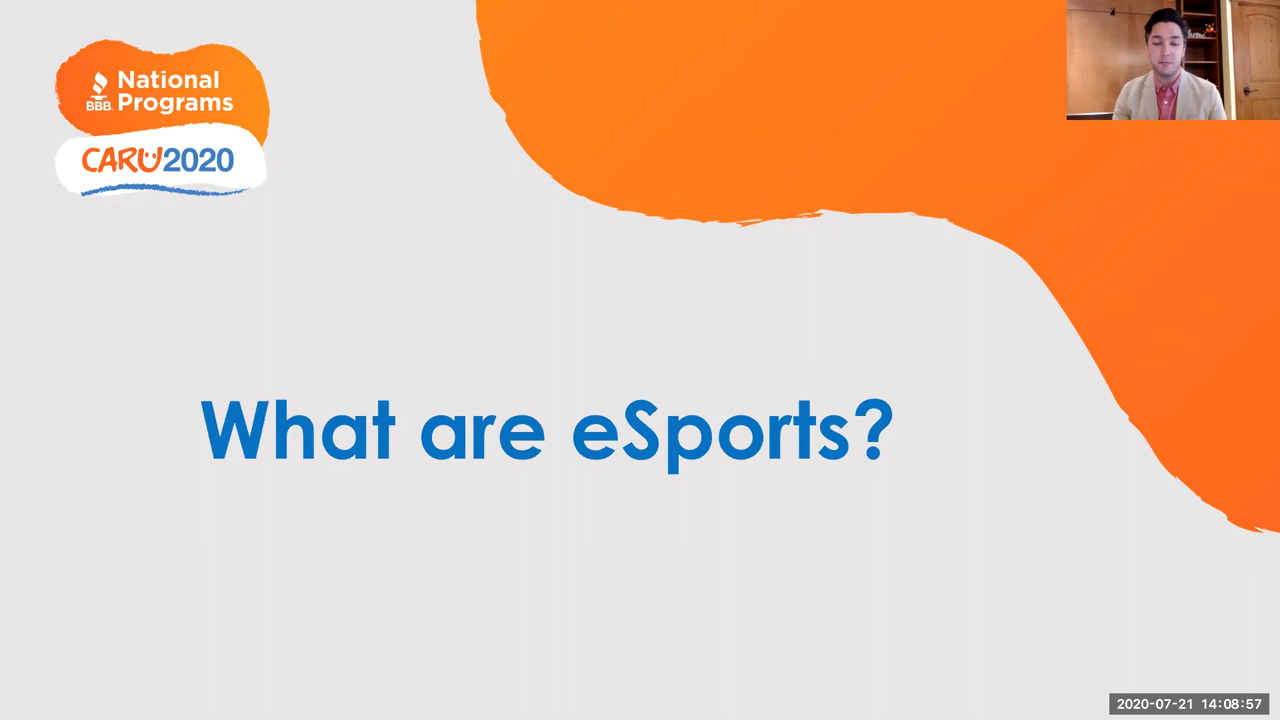 National
BBB. Programs
CARU2020
What are eSports?
2020-07-21 14:08:57